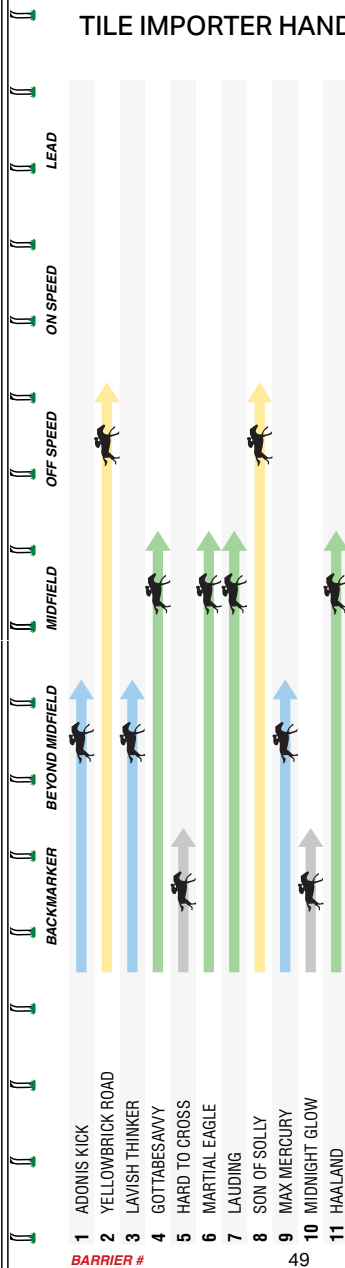 TILE IMPORTER HAND
LEAD
ON SPEED
OFF SPEED
MIDFIELD
BEYOND MIDFIELD
BACKMARKER
1 ADONIS KICK
2 YELLOWBRICK ROAD
3 LAVISH THINKER
4 GOTTABESAVVY
5 HARD TO CROSS
6 MARTIAL EAGLE
7 LAUDING
8 SON OF SOLLY
9 MAX MERCURY
10 MIDNIGHT GLOW
11 HAALAND
BARRIER #
49